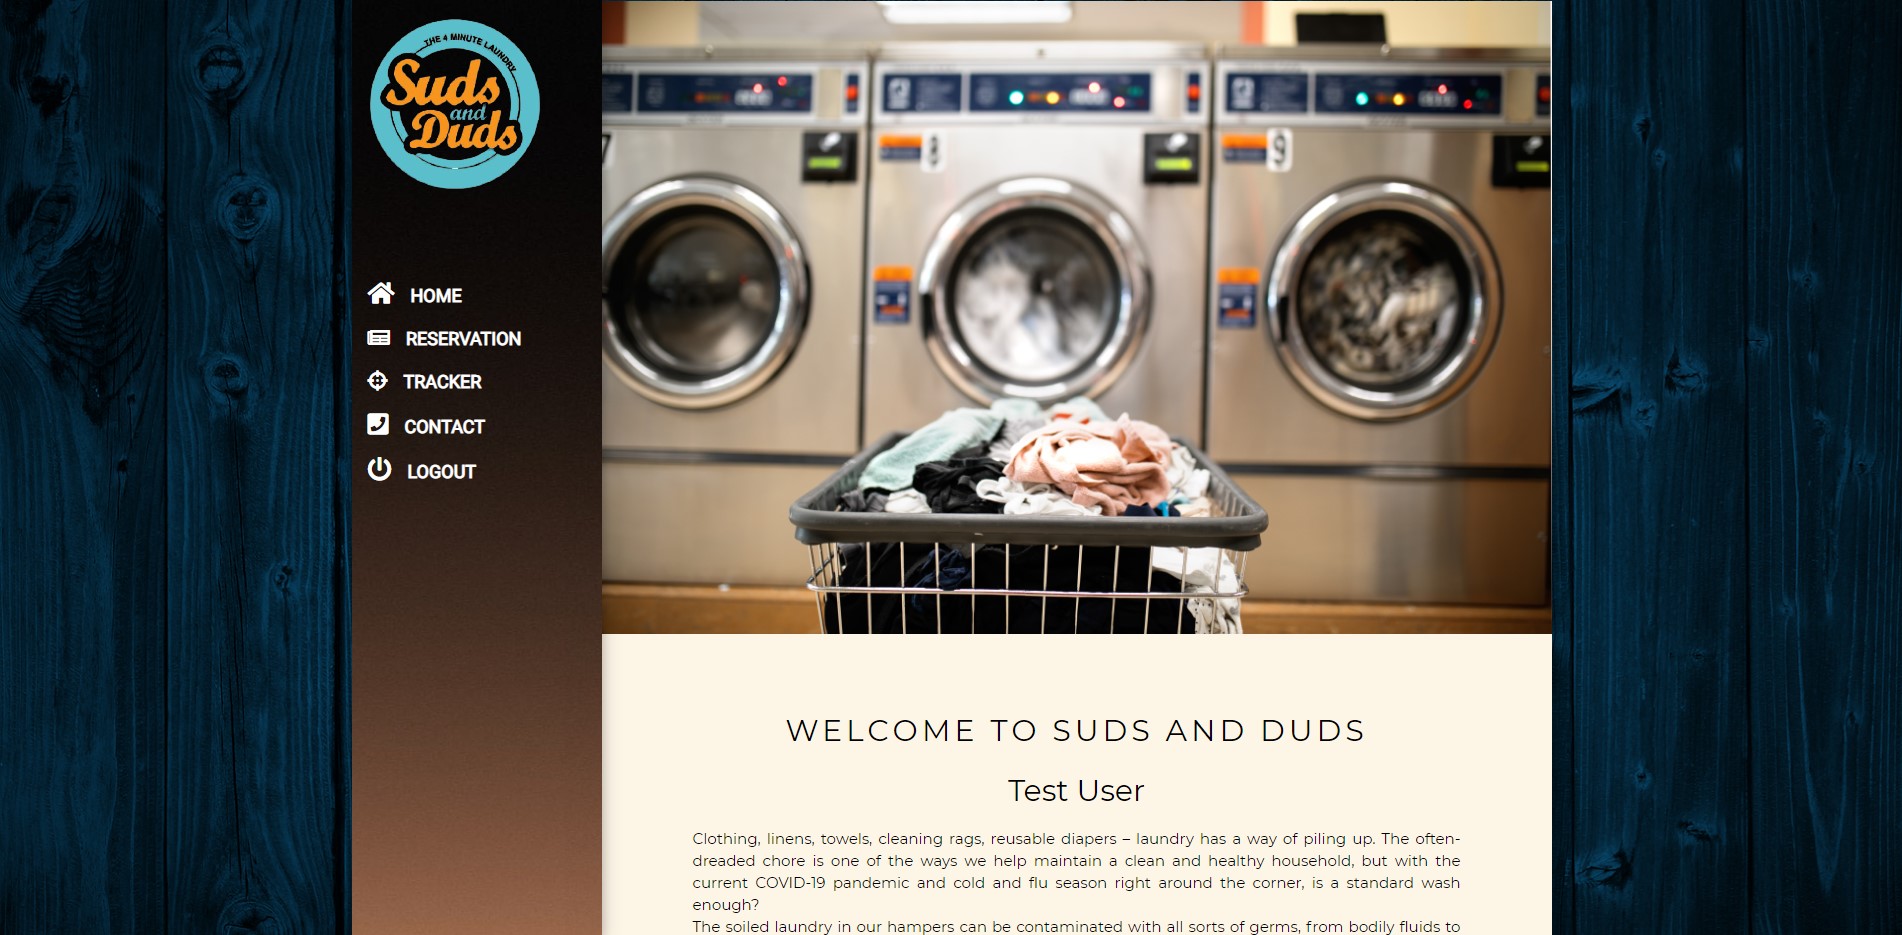 THE 4 MINUTE LAUNDRY
Suds
and
Duds
HOME
RESERVATION
TRACKER
CONTACT
LOGOUT
7
8
9
WELCOME TO SUDS AND DUDS
Test User
Clothing, linens, towels, cleaning rags, reusable diapers – laundry has a way of piling up. The often-
dreaded chore is one of the ways we help maintain a clean and healthy household, but with the
current COVID-19 pandemic and cold and flu season right around the corner, is a standard wash
enough?
The soiled laundry in our hampers can be contaminated with all sorts of germs, from bodily fluids to